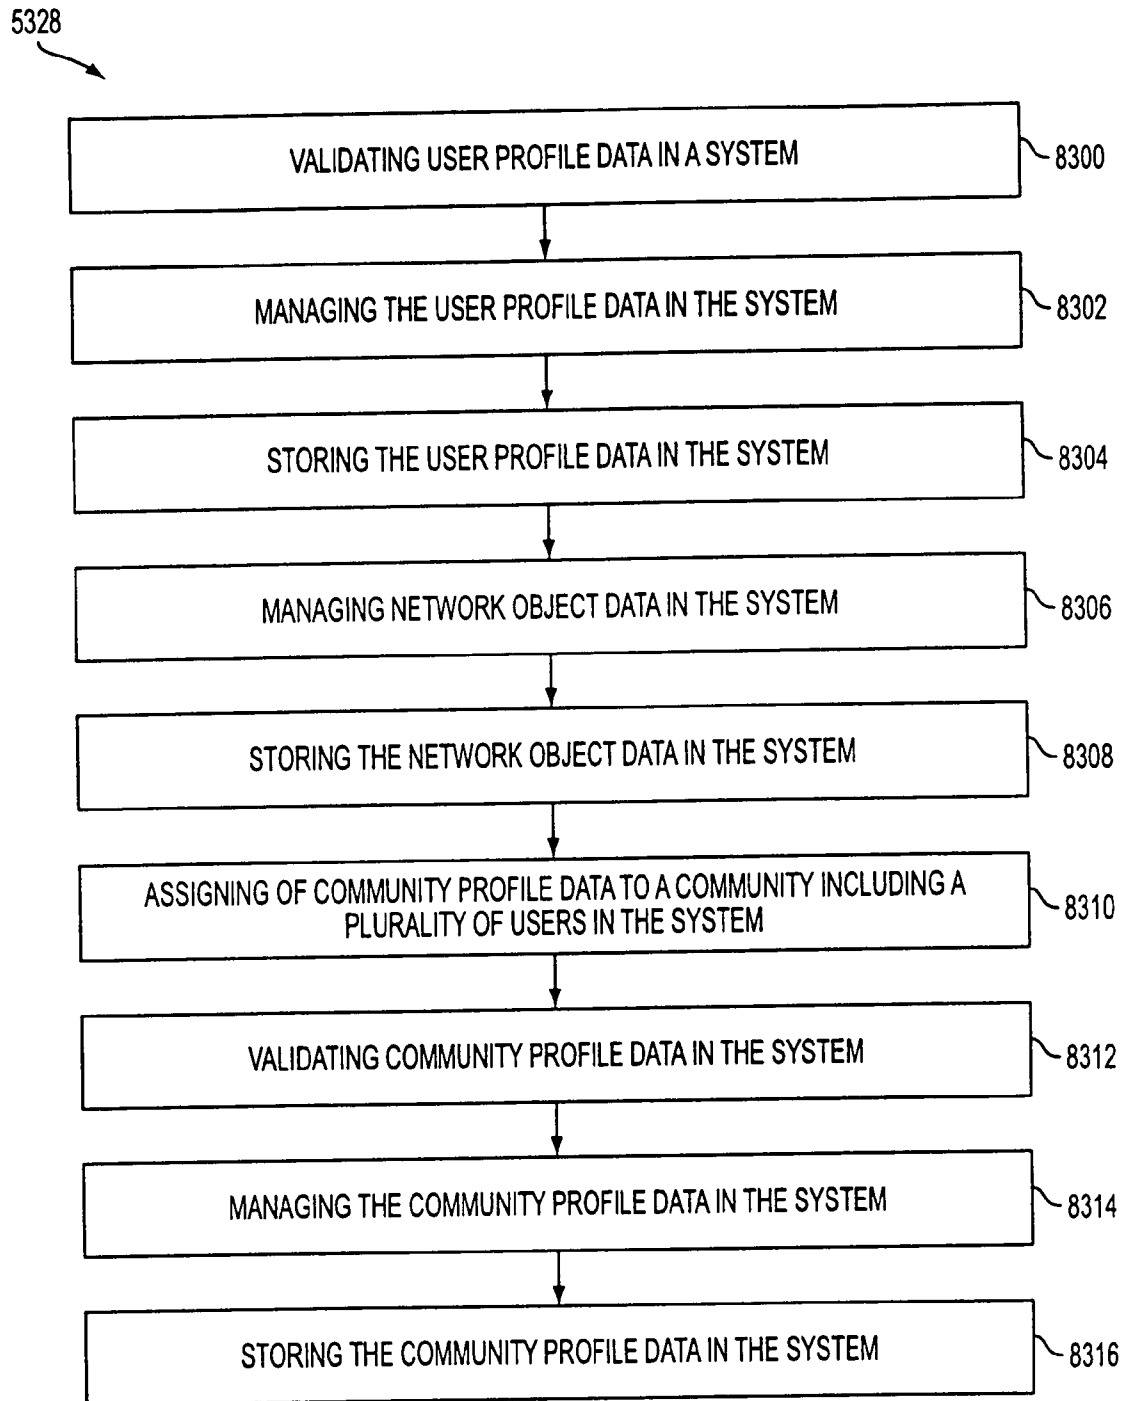 5328
VALIDATING USER PROFILE DATA IN A SYSTEM
8300
MANAGING THE USER PROFILE DATA IN THE SYSTEM
8302
STORING THE USER PROFILE DATA IN THE SYSTEM
8304
MANAGING NETWORK OBJECT DATA IN THE SYSTEM
8306
STORING THE NETWORK OBJECT DATA IN THE SYSTEM
8308
ASSIGNING OF COMMUNITY PROFILE DATA TO A COMMUNITY INCLUDING A
PLURALITY OF USERS IN THE SYSTEM
8310
VALIDATING COMMUNITY PROFILE DATA IN THE SYSTEM
8312
MANAGING THE COMMUNITY PROFILE DATA IN THE SYSTEM
8314
STORING THE COMMUNITY PROFILE DATA IN THE SYSTEM
8316